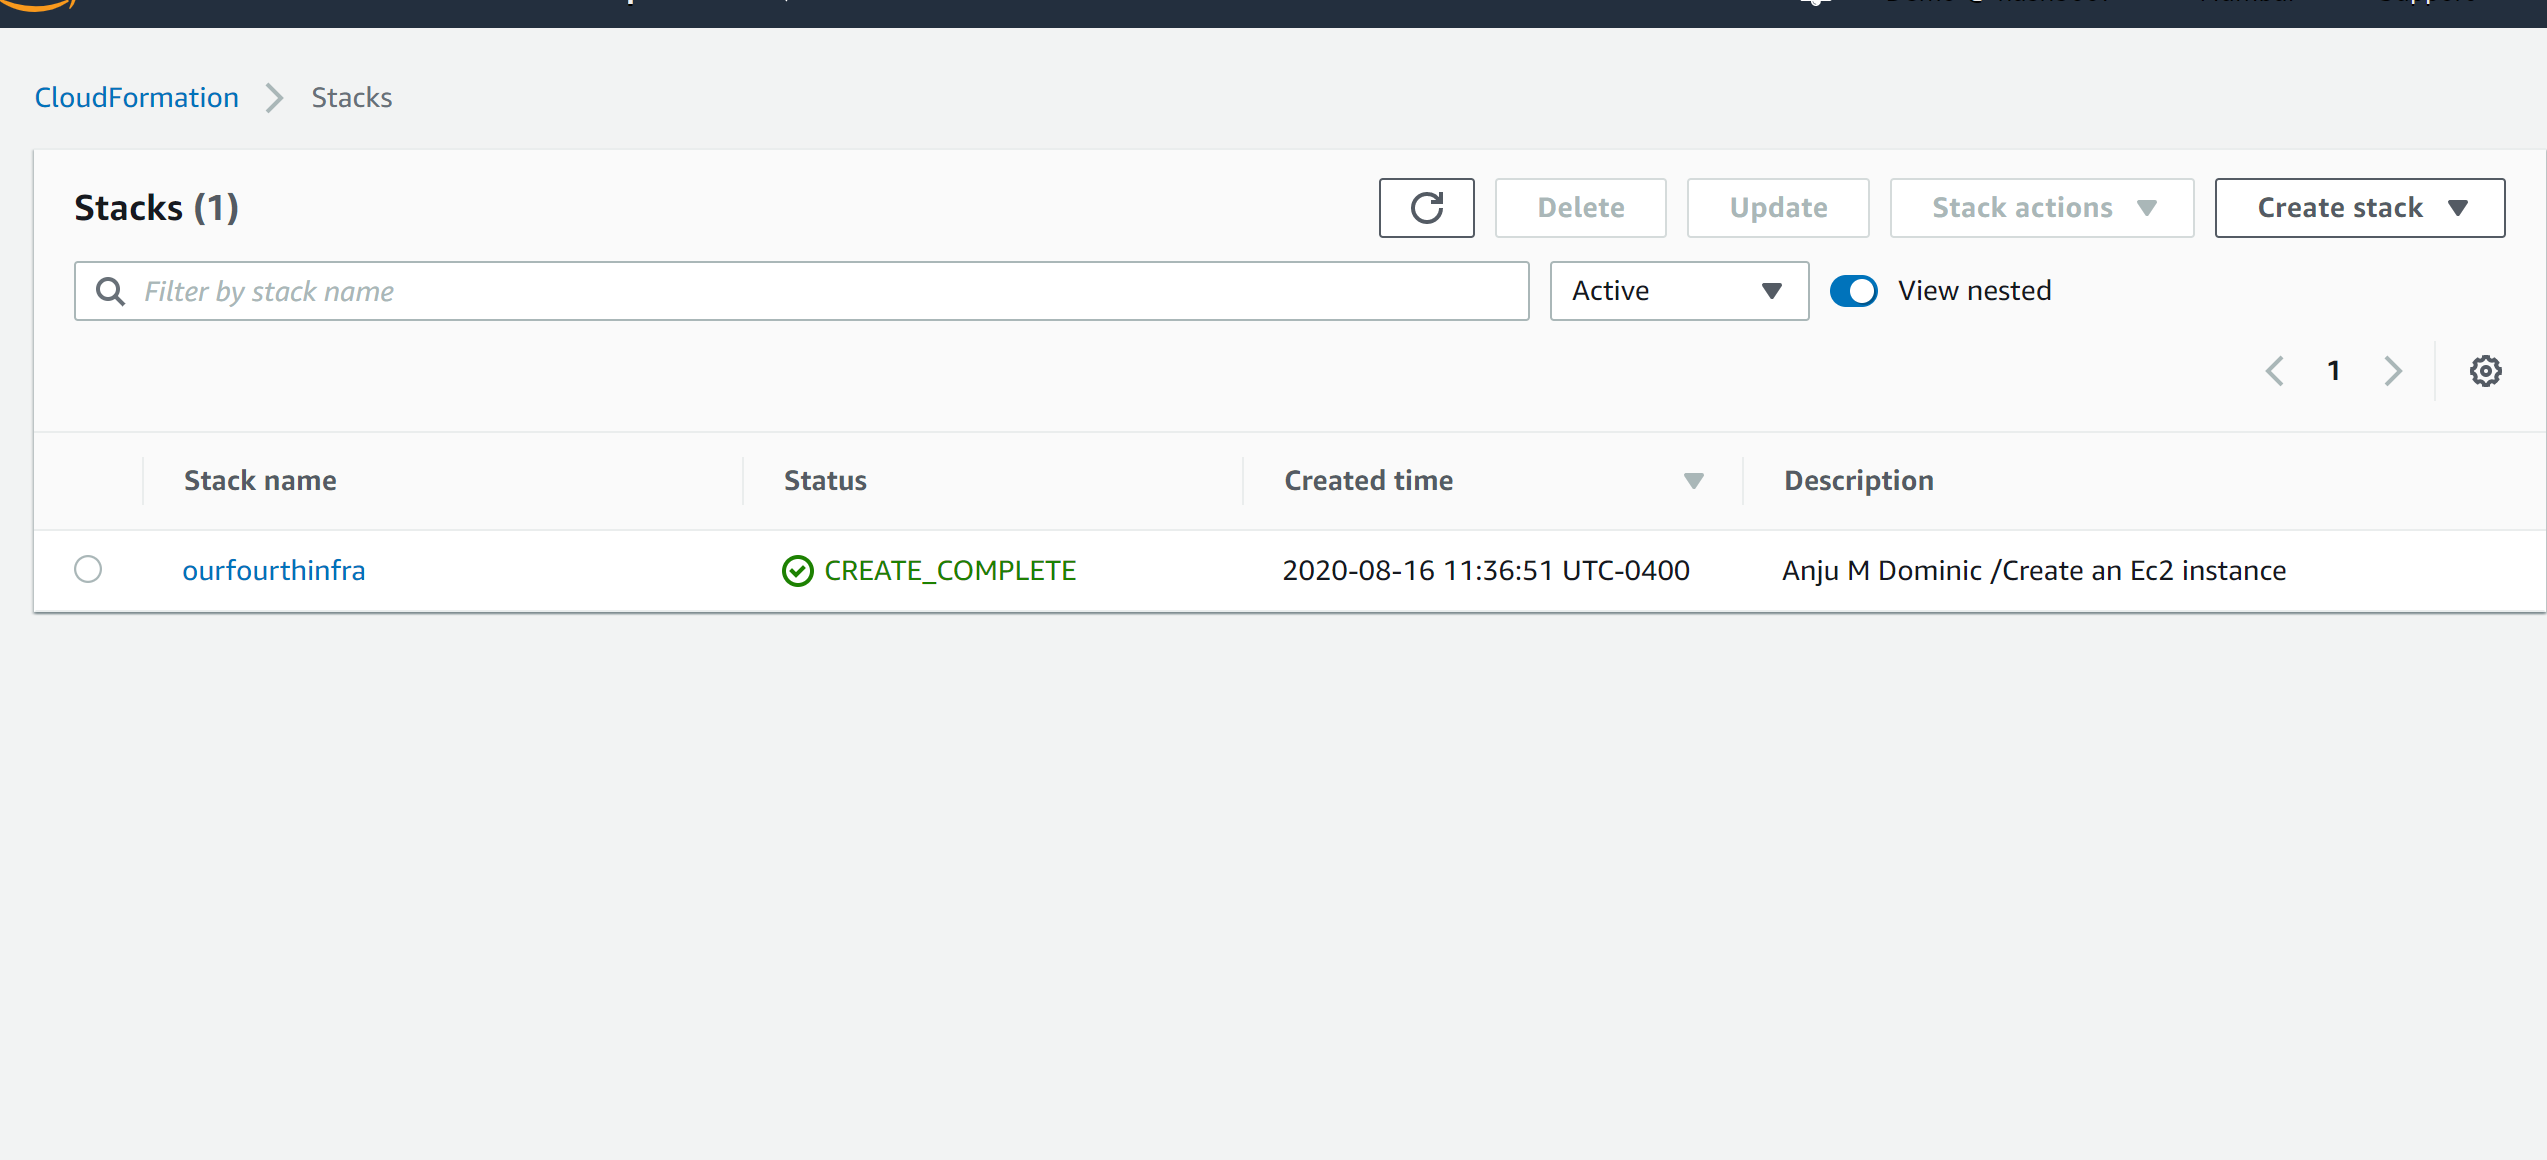 CloudFormation > Stacks
Stacks (1)
Delete
Update
Stack actions
Create stack
Filter by stack name
Active
View nested
1
Stack name Status Created time Description
ourfourthinfra CREATE_COMPLETE 2020-08-16 11:36:51 UTC-0400 Anju M Dominic /Create an Ec2 instance